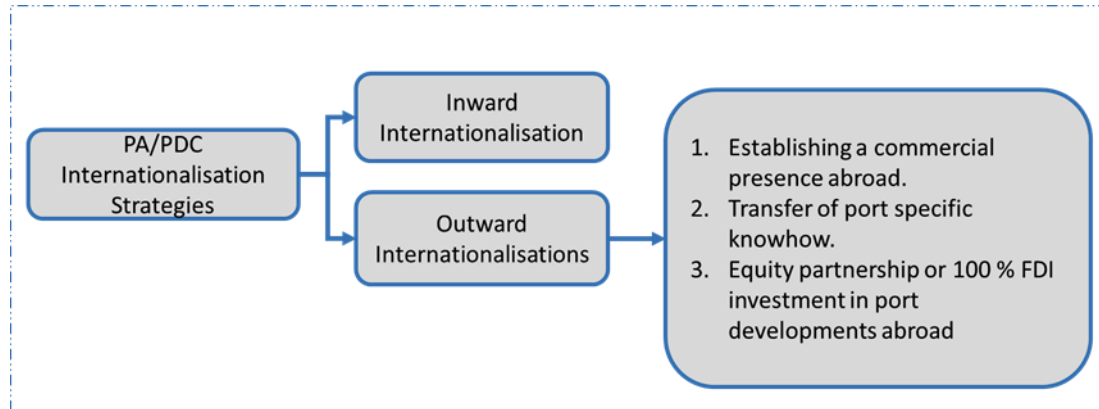 PA/PDC
Internationalisation
Strategies
Inward
Internationalisation
Outward
Internationalisations
1. Establishing a commercial
presence abroad.
2. Transfer of port specific
knowhow.
3. Equity partnership or 100 % FDI
investment in port
developments abroad